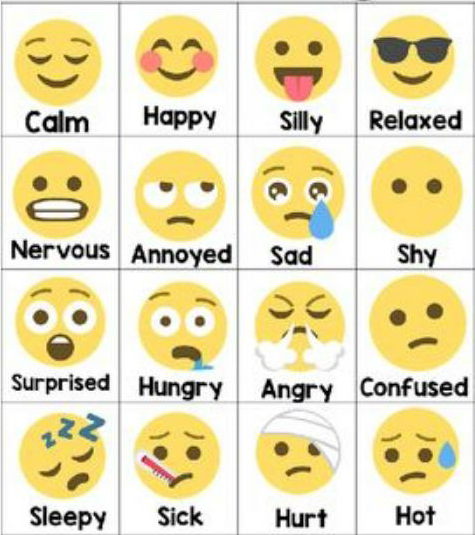 Calm Happy Silly Relaxed
Nervous Annoyed Sad Shy
Surprised Hungry Angry Confused
z z z
Sleepy Sick Hurt Hot